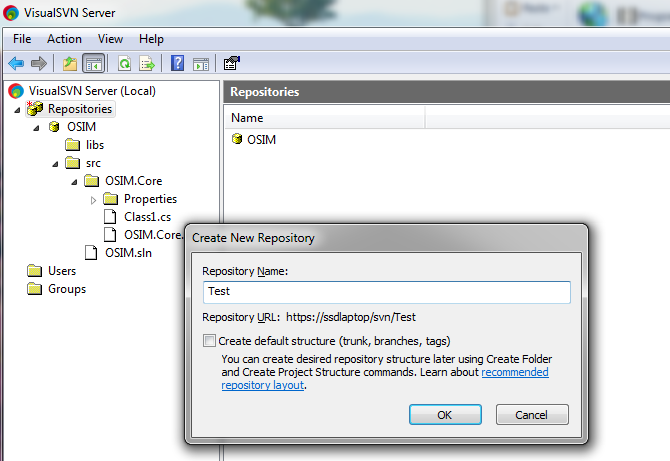 VisualSVN Server
File Action View Help
VisualSVN Server (Local)
Repositories
OSIM
libs
src
OSIM.Core
Properties
Class1.cs
OSIM.Core.
OSIM.sln
Users
Groups
Repositories
Name
OSIM
Create New Repository
Repository Name:
Test
Repository URL: https://ssdlaptop/svn/Test
Create default structure (trunk, branches, tags)
You can create desired repository structure later using Create Folder
and Create Project Structure commands. Learn about recommended
repository layout.
OK Cancel